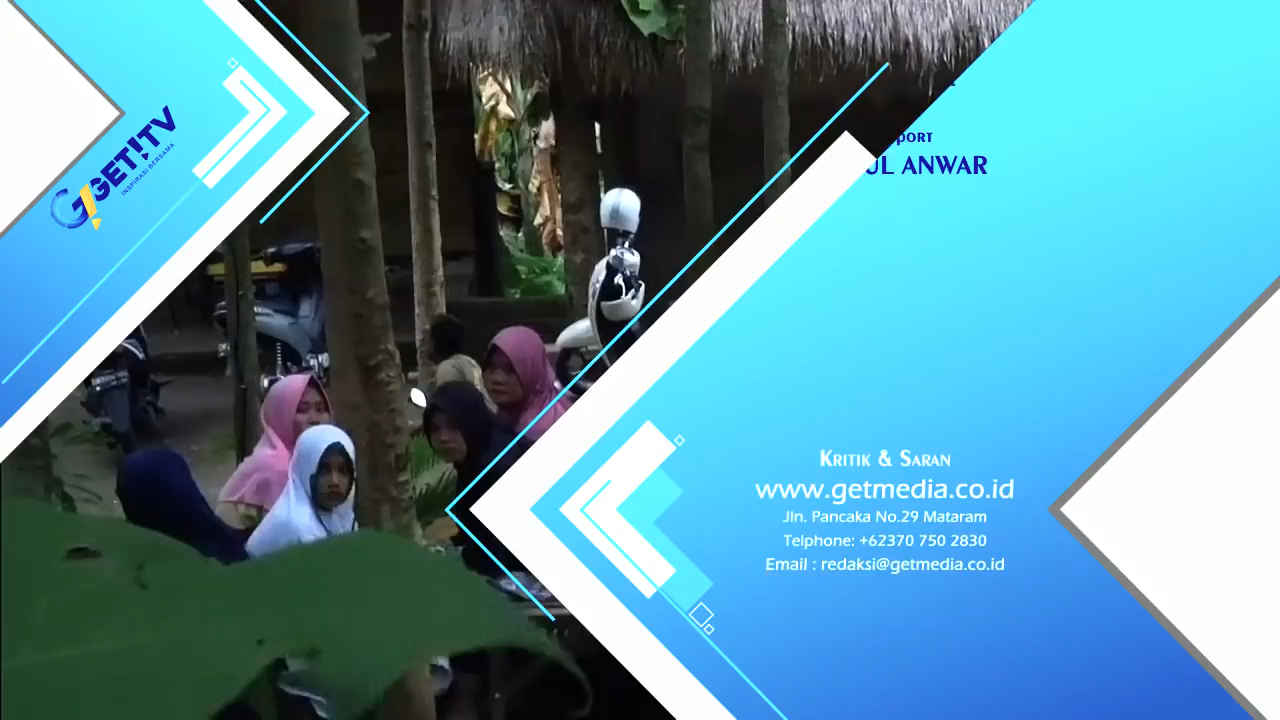 GET!TV
INSPIRASI BERSAMA
UL ANWAR
Kritik & Saran
www.getmedia.co.id
Jln. Pancaka No.29 Mataram
Telphone: +62370 750 2830
Email : redaksi@getmedia.co.id